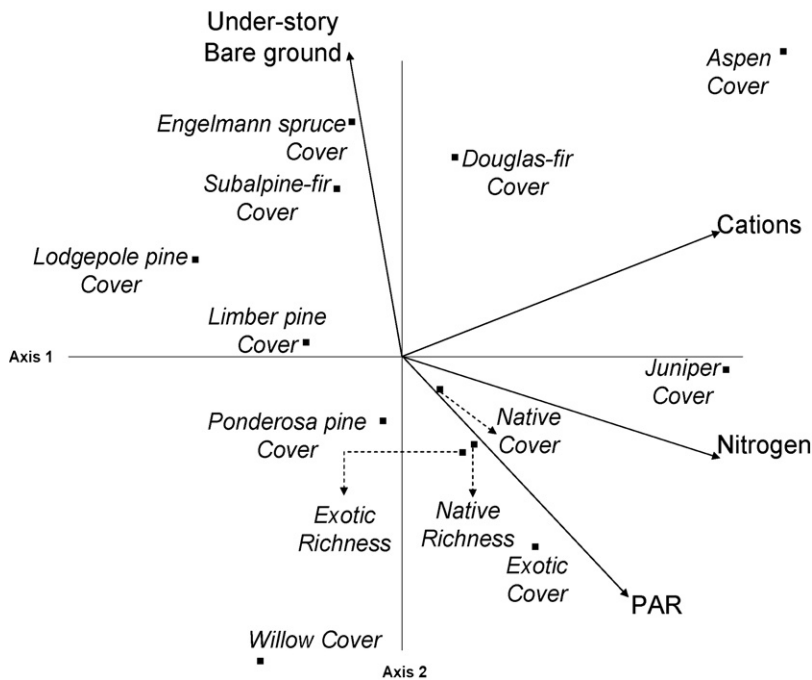 Under-story
Bare ground
Aspen
Cover
Engelmann spruce
Cover
Douglas-fir
Cover
Subalpine-fir
Cover
Cations
Lodgepole pine
Cover
Limber pine
Cover
Axis 1
Juniper
Cover
Native
Cover
Ponderosa pine
Cover
Nitrogen
Exotic
Richness
Native
Richness
Exotic
Cover
PAR
Willow Cover
Axis 2